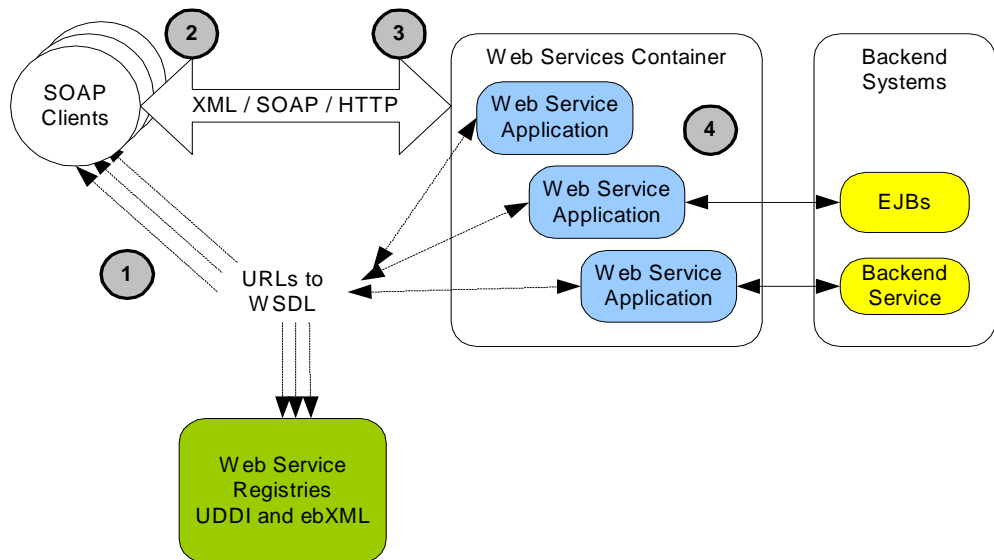 2
3
SOAP
Clients
XML / SOAP / HTTP
Web Services Container
Web Service
Application
4
Web Service
Application
Web Service
Application
Backend
Systems
EJBs
Backend
Service
1
URLs to
WSDL
Web Service
Registries
UDDI and ebXML